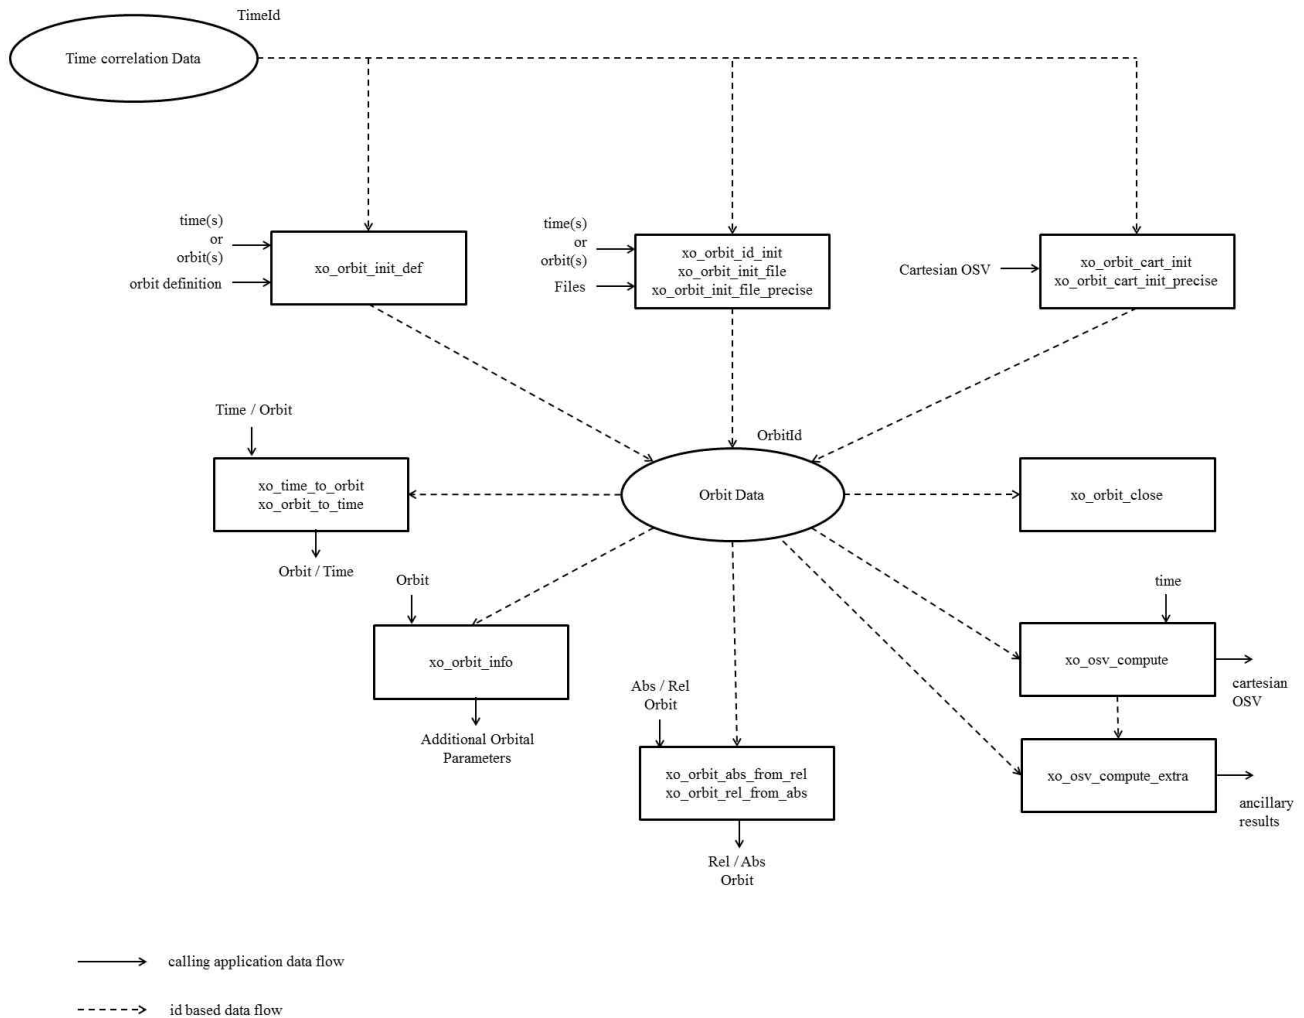 TimeId
Time correlation Data
time(s)
or
orbit(s)
orbit definition
xo_orbit_init_def
time(s)
or
orbit(s)
Files
xo_orbit_id_init
xo_orbit_init_file
xo_orbit_init_file_precise
Cartesian OSV
xo_orbit_cart_init
xo_orbit_cart_init_precise
Time / Orbit
xo_time_to_orbit
xo_orbit_to_time
Orbit / Time
OrbitId
Orbit Data
xo_orbit_close
Orbit
xo_orbit_info
Additional Orbital
Parameters
Abs / Rel
Orbit
xo_orbit_abs_from_rel
xo_orbit_rel_from_abs
Rel / Abs
Orbit
time
xo_osv_compute
cartesian
OSV
xo_osv_compute_extra
ancillary
results
calling application data flow
id based data flow